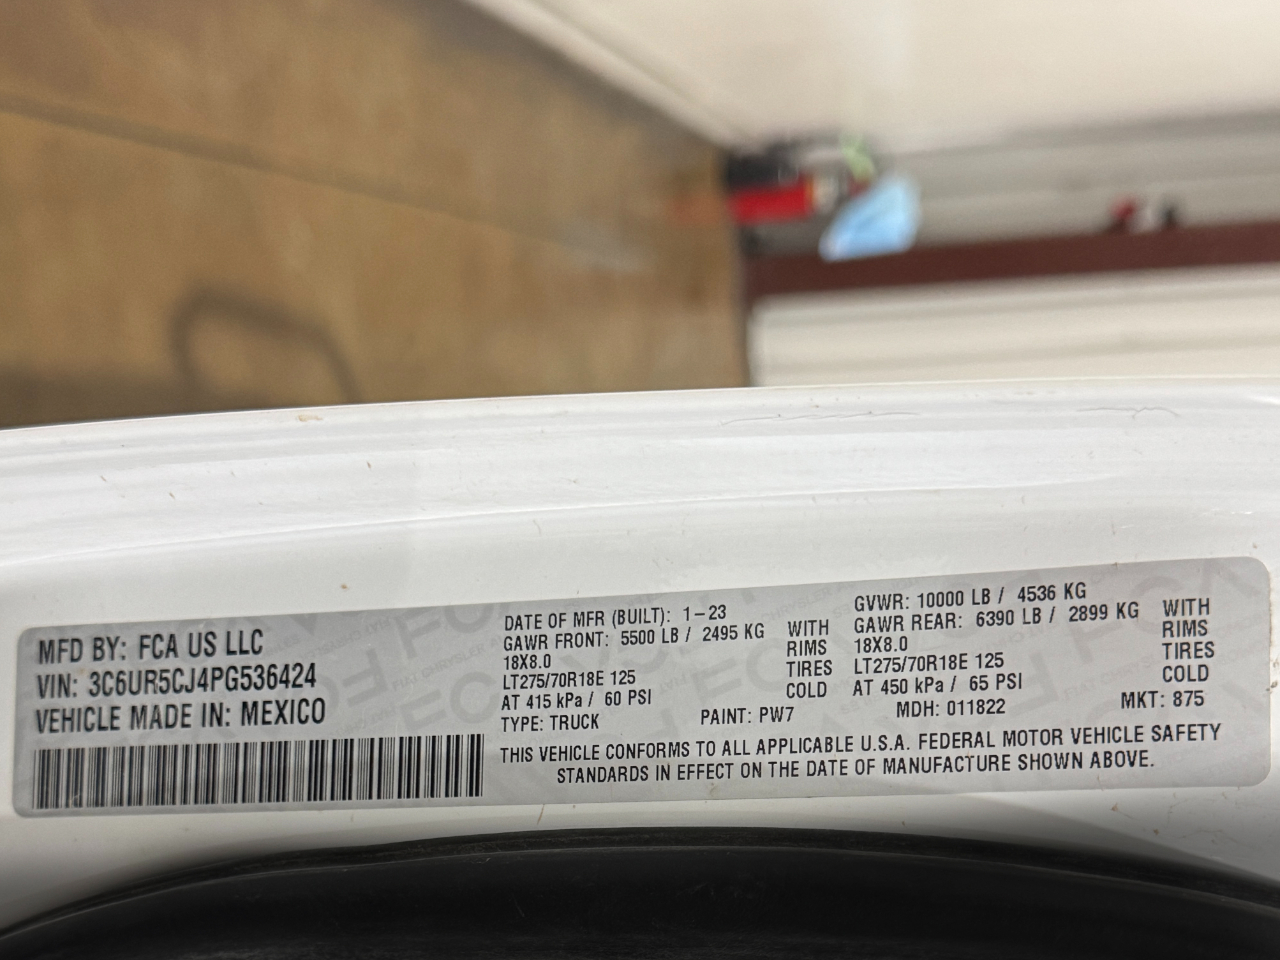 MFD BY: FCA US LLC
VIN: 3C6UR5CJ4PG536424
VEHICLE MADE IN: MEXICO
DATE OF MFR (BUILT): 1-23
GAWR FRONT: 5500 LB / 2495 KG
18X8.0
LT275/70R18E 125
AT 415 kPa / 60 PSI
WITH
RIMS
TIRES
COLD
GVWR: 10000 LB / 4536 KG
GAWR REAR: 6390 LB / 2899 KG
18X8.0
LT275/70R18E 125
AT 450 kPa / 65 PSI
WITH
RIMS
TIRES
COLD
TYPE: TRUCK PAINT: PW7 MDH: 011822 MKT: 875
THIS VEHICLE CONFORMS TO ALL APPLICABLE U.S.A. FEDERAL MOTOR VEHICLE SAFETY
STANDARDS IN EFFECT ON THE DATE OF MANUFACTURE SHOWN ABOVE.